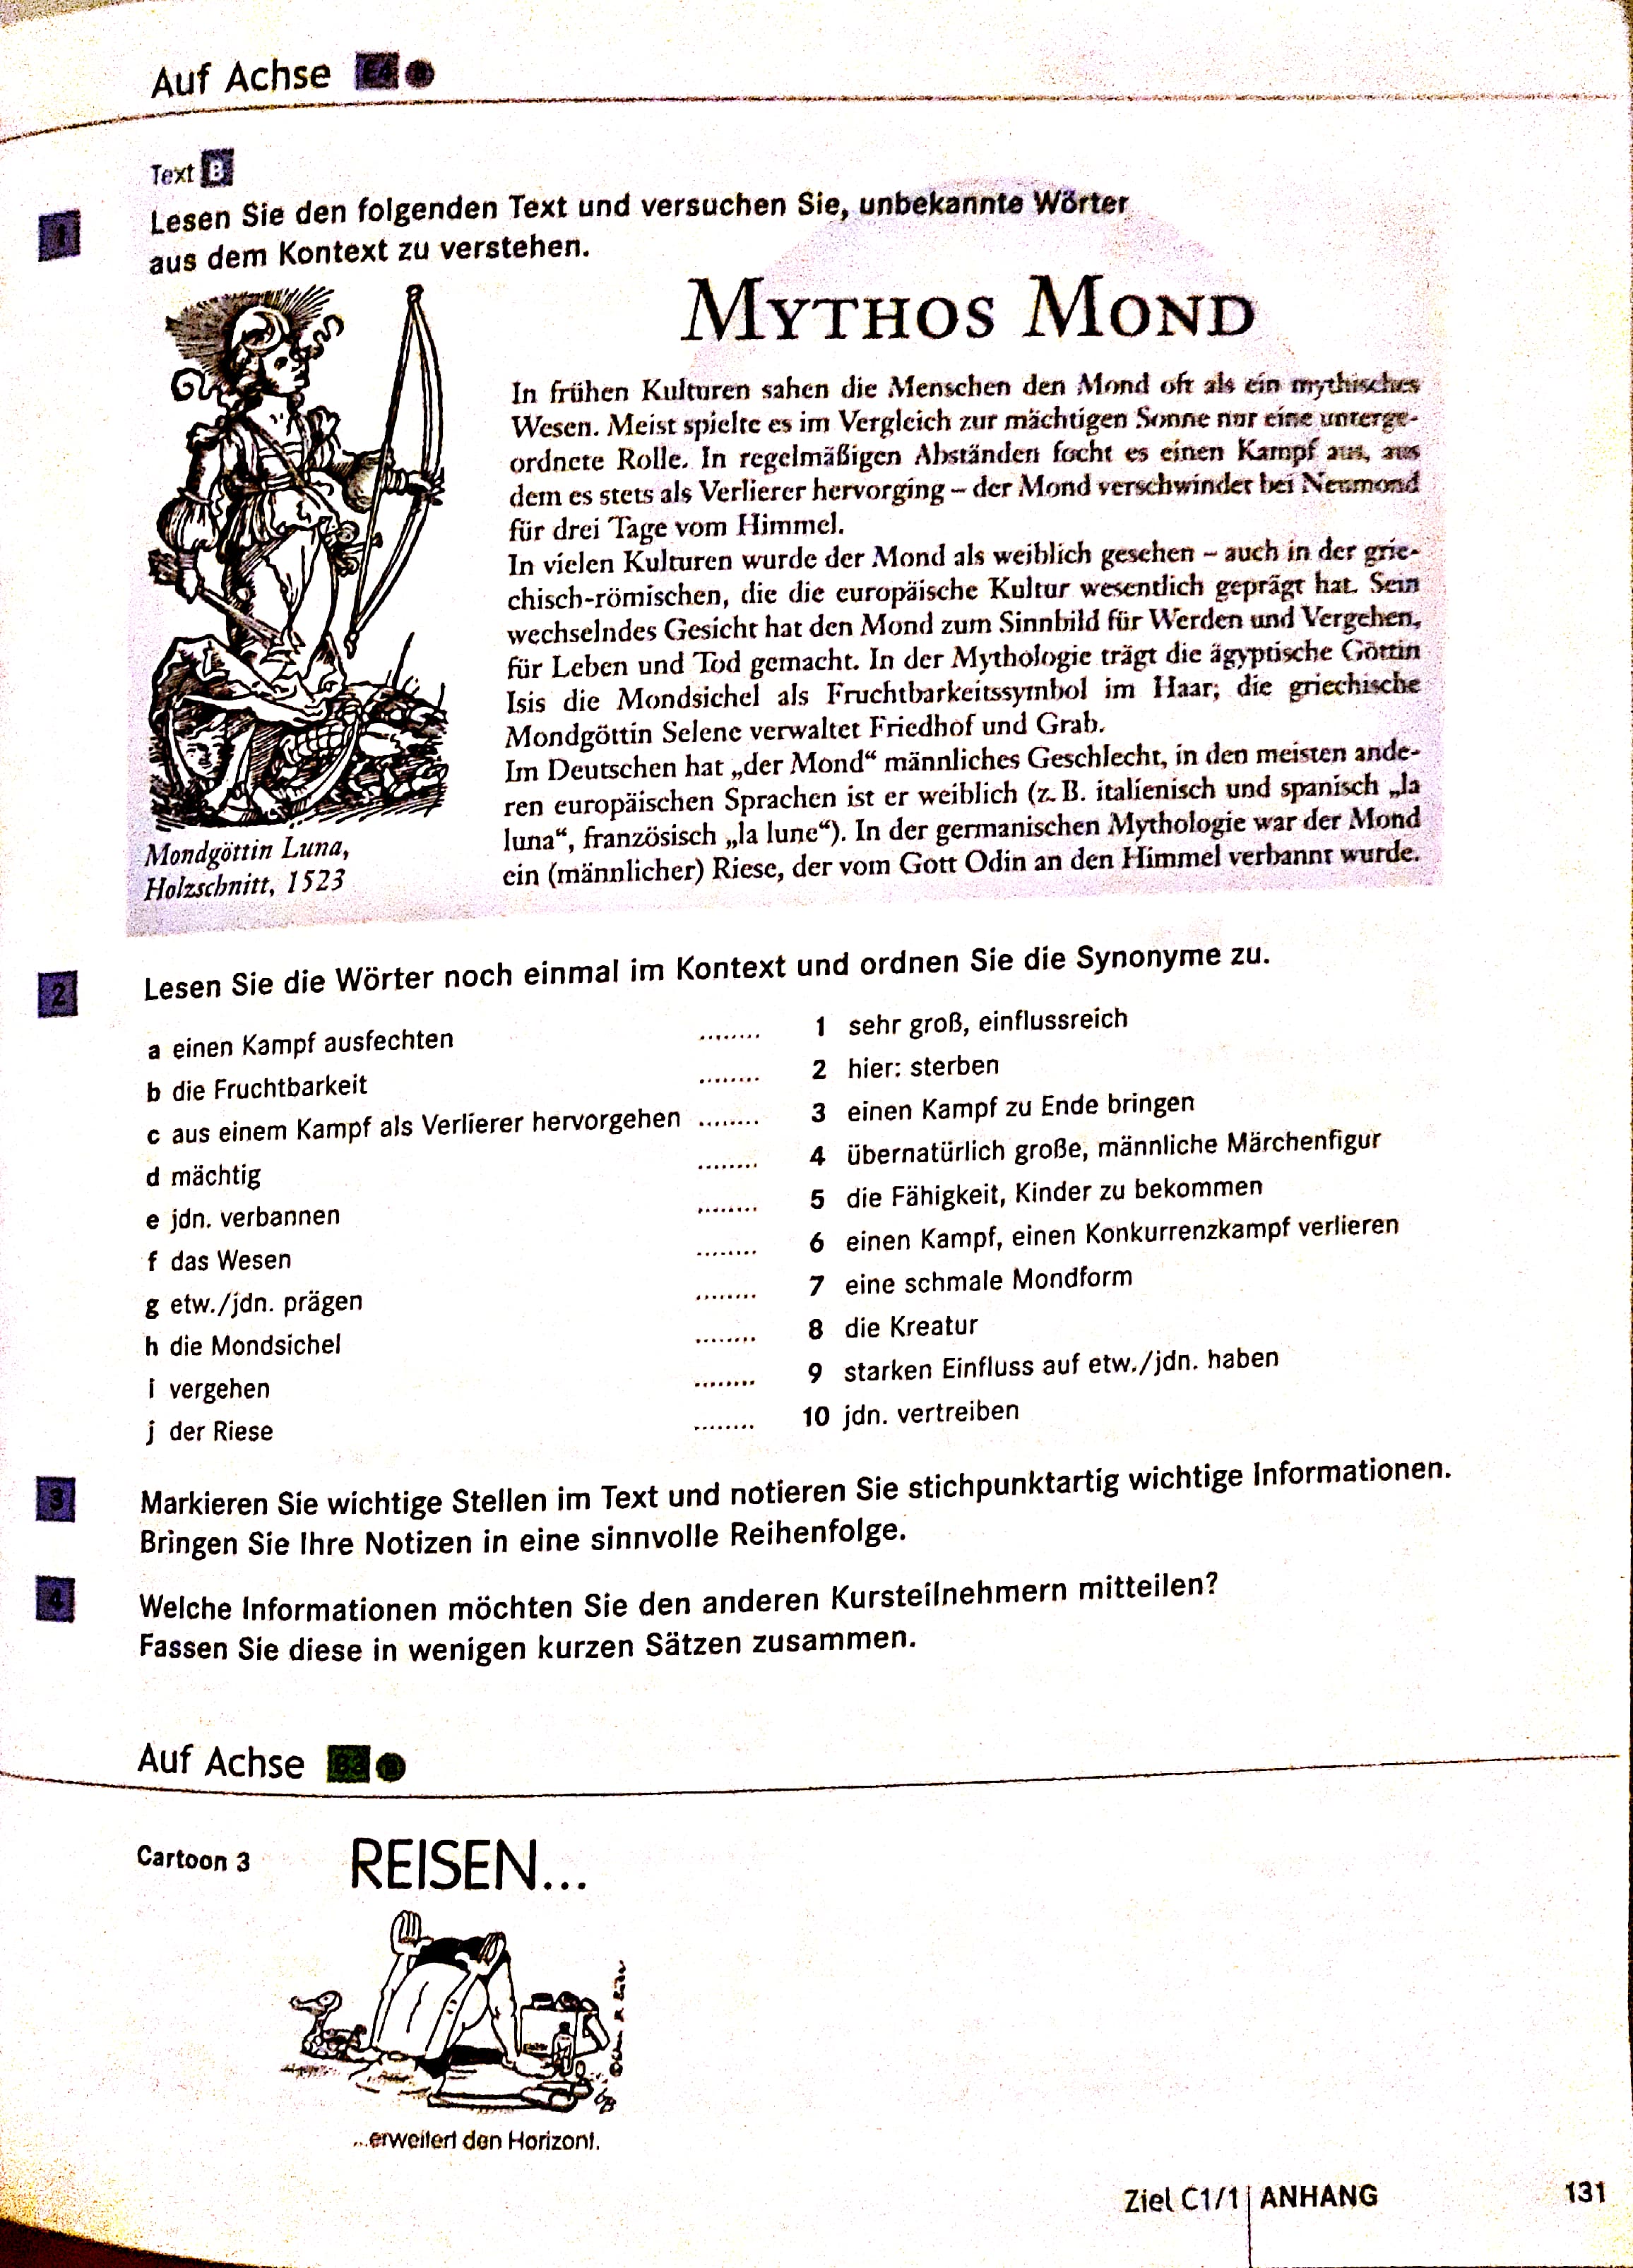 Auf Achse E4
Text B
1 Lesen Sie den folgenden Text und versuchen Sie, unbekannte Wörter
aus dem Kontext zu verstehen.
MYTHOS MOND
In frühen Kulturen sahen die Menschen den Mond oft als ein mythisches
Wesen. Meist spielte es im Vergleich zur mächtigen Sonne nur eine unterge-
ordnete Rolle. In regelmäßigen Abständen focht es einen Kampf aus, aus
dem es stets als Verlierer hervorging – der Mond verschwindet bei Neumond
für drei Tage vom Himmel.
In vielen Kulturen wurde der Mond als weiblich gesehen – auch in der grie-
chisch-römischen, die die europäische Kultur wesentlich geprägt hat. Sein
wechselndes Gesicht hat den Mond zum Sinnbild für Werden und Vergehen,
für Leben und Tod gemacht. In der Mythologie trägt die ägyptische Göttin
Isis die Mondsichel als Fruchtbarkeitssymbol im Haar; die griechische
Mondgöttin Selene verwaltet Friedhof und Grab.
Im Deutschen hat „der Mond“ männliches Geschlecht, in den meisten ande-
ren europäischen Sprachen ist er weiblich (z. B. italienisch und spanisch „la
luna“, französisch „la lune“). In der germanischen Mythologie war der Mond
ein (männlicher) Riese, der vom Gott Odin an den Himmel verbannt wurde.
Mondgöttin Luna,
Holzschnitt, 1523
2 Lesen Sie die Wörter noch einmal im Kontext und ordnen Sie die Synonyme zu.
a einen Kampf ausfechten ........ 1 sehr groß, einflussreich
b die Fruchtbarkeit ........ 2 hier: sterben
c aus einem Kampf als Verlierer hervorgehen ........ 3 einen Kampf zu Ende bringen
d mächtig ........ 4 übernatürlich große, männliche Märchenfigur
e jdn. verbannen ........ 5 die Fähigkeit, Kinder zu bekommen
f das Wesen ........ 6 einen Kampf, einen Konkurrenzkampf verlieren
g etw./jdn. prägen ........ 7 eine schmale Mondform
h die Mondsichel ........ 8 die Kreatur
i vergehen ........ 9 starken Einfluss auf etw./jdn. haben
j der Riese ........ 10 jdn. vertreiben
3 Markieren Sie wichtige Stellen im Text und notieren Sie stichpunktartig wichtige Informationen.
Bringen Sie Ihre Notizen in eine sinnvolle Reihenfolge.
4 Welche Informationen möchten Sie den anderen Kursteilnehmern mitteilen?
Fassen Sie diese in wenigen kurzen Sätzen zusammen.
Auf Achse B3
Cartoon 3
REISEN...
...erweitert den Horizont.
Ziel C1/1 | ANHANG 131